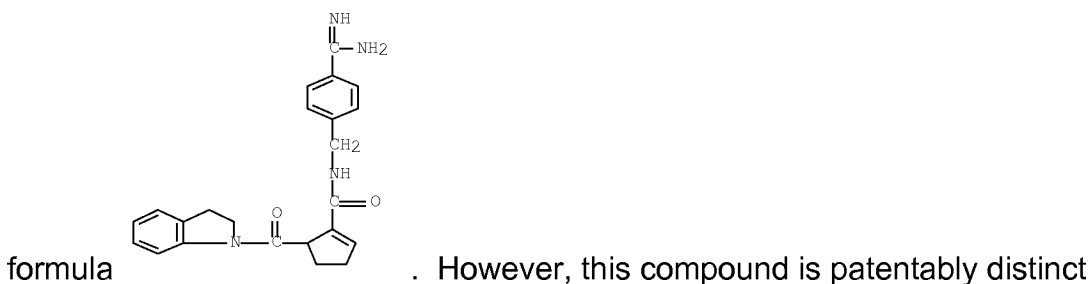 NH
C NH2
CH2
NH
C O
O
N C
formula . However, this compound is patentably distinct